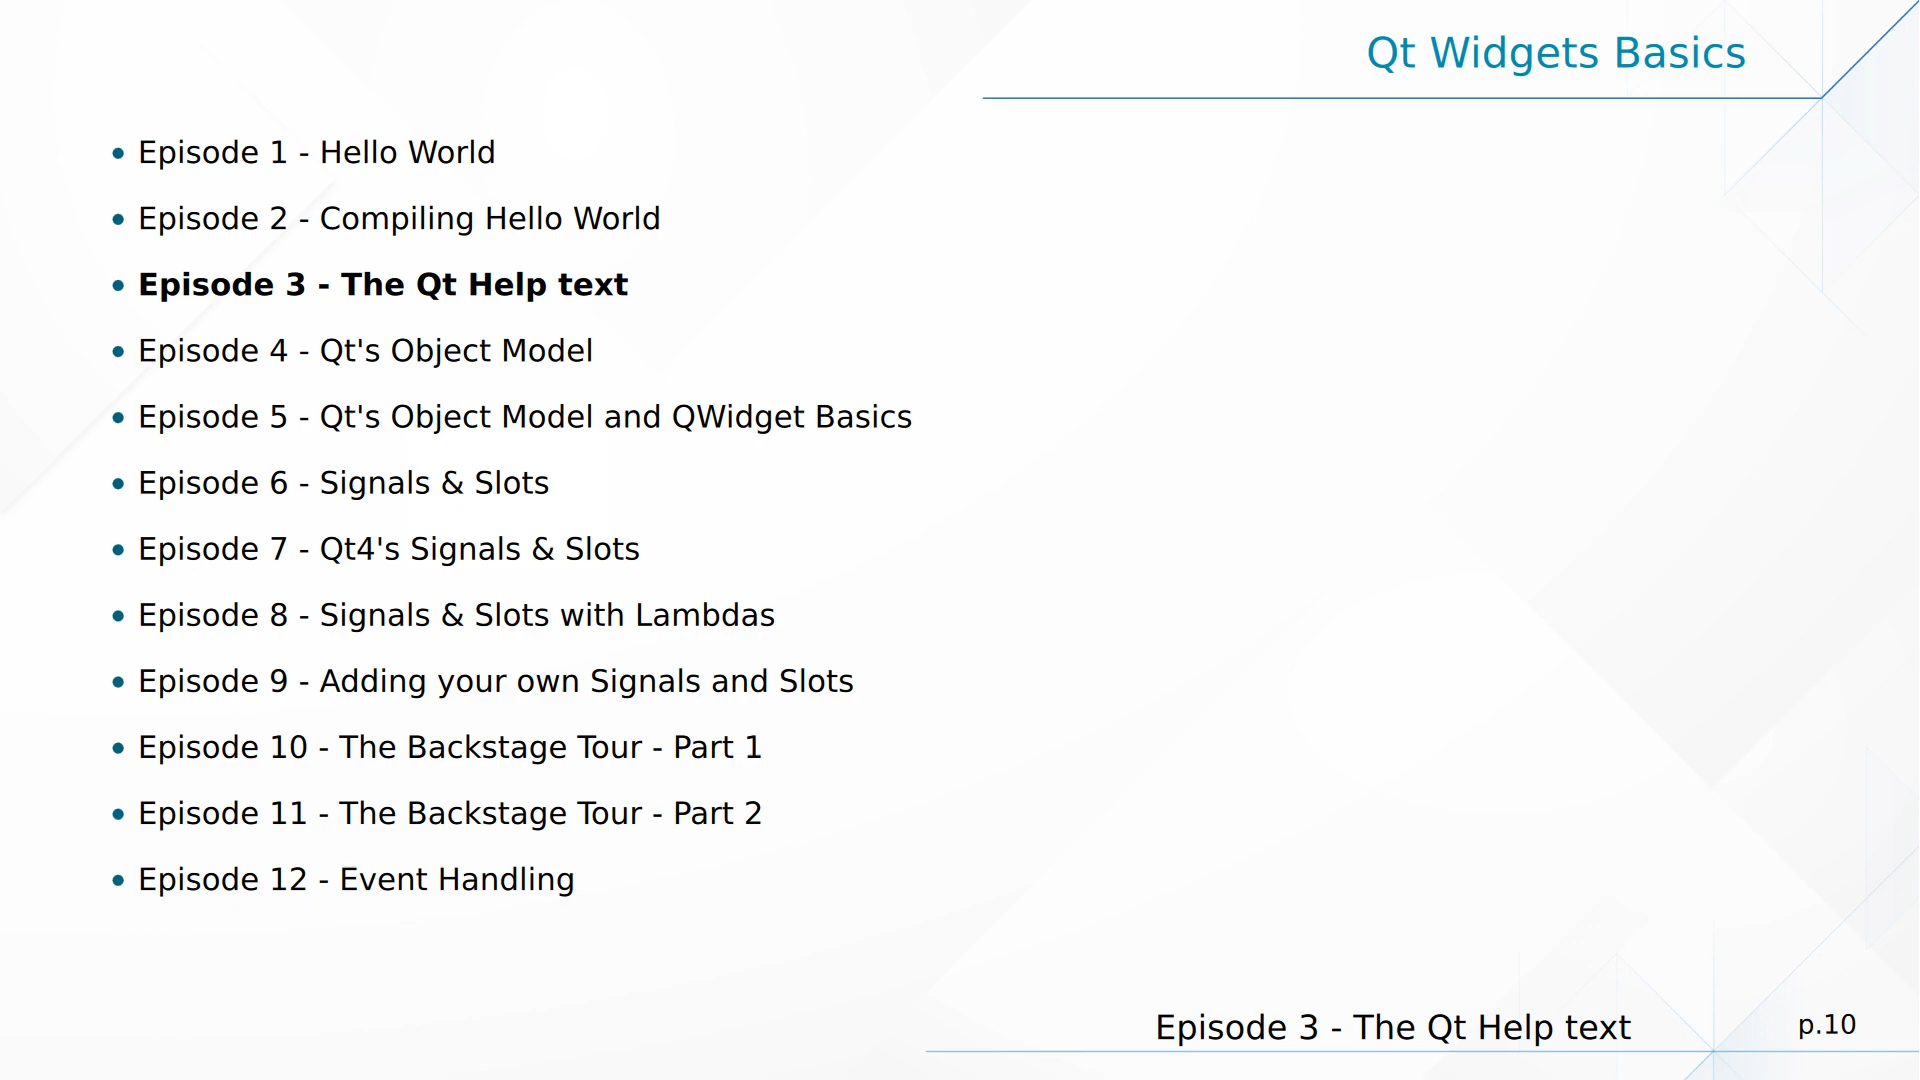 Qt Widgets Basics
• Episode 1 - Hello World
• Episode 2 - Compiling Hello World
• Episode 3 - The Qt Help text
• Episode 4 - Qt's Object Model
• Episode 5 - Qt's Object Model and QWidget Basics
• Episode 6 - Signals & Slots
• Episode 7 - Qt4's Signals & Slots
• Episode 8 - Signals & Slots with Lambdas
• Episode 9 - Adding your own Signals and Slots
• Episode 10 - The Backstage Tour - Part 1
• Episode 11 - The Backstage Tour - Part 2
• Episode 12 - Event Handling
Episode 3 - The Qt Help text
p.10